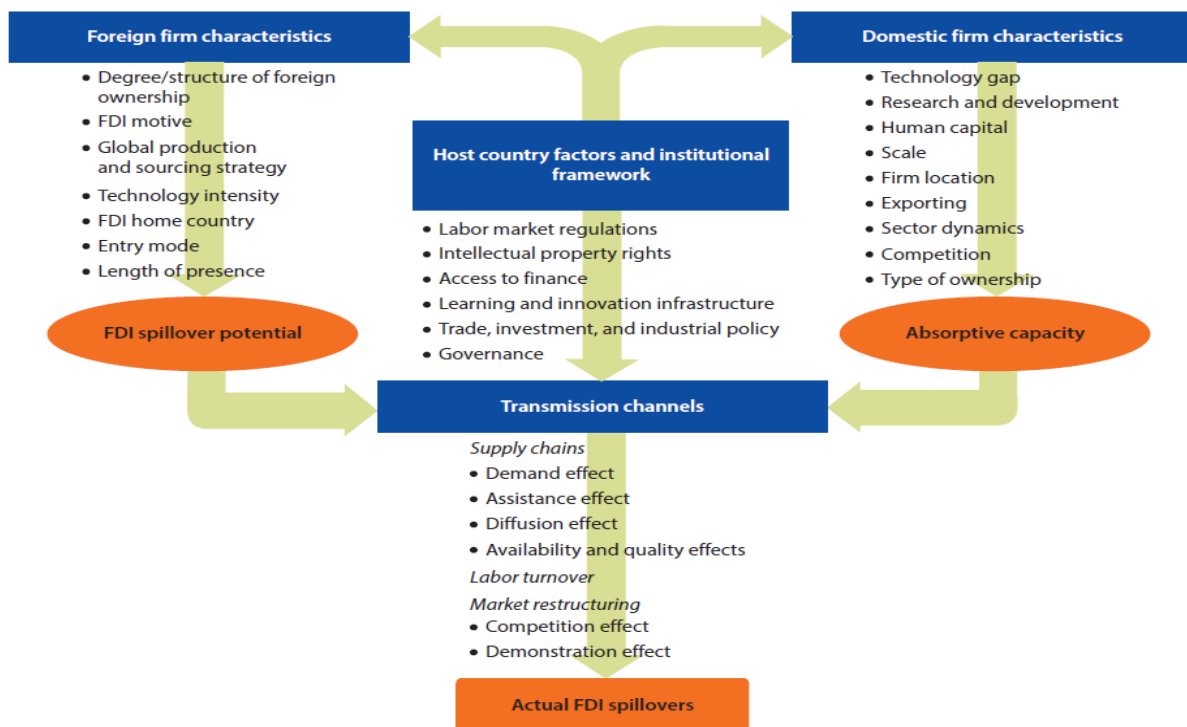 Foreign firm characteristics
• Degree/structure of foreign
ownership
• FDI motive
• Global production
and sourcing strategy
• Technology intensity
• FDI home country
• Entry mode
• Length of presence
FDI spillover potential
Host country factors and institutional
framework
• Labor market regulations
• Intellectual property rights
• Access to finance
• Learning and innovation infrastructure
• Trade, investment, and industrial policy
• Governance
Domestic firm characteristics
• Technology gap
• Research and development
• Human capital
• Scale
• Firm location
• Exporting
• Sector dynamics
• Competition
• Type of ownership
Absorptive capacity
Transmission channels
Supply chains
• Demand effect
• Assistance effect
• Diffusion effect
• Availability and quality effects
Labor turnover
Market restructuring
• Competition effect
• Demonstration effect
Actual FDI spillovers